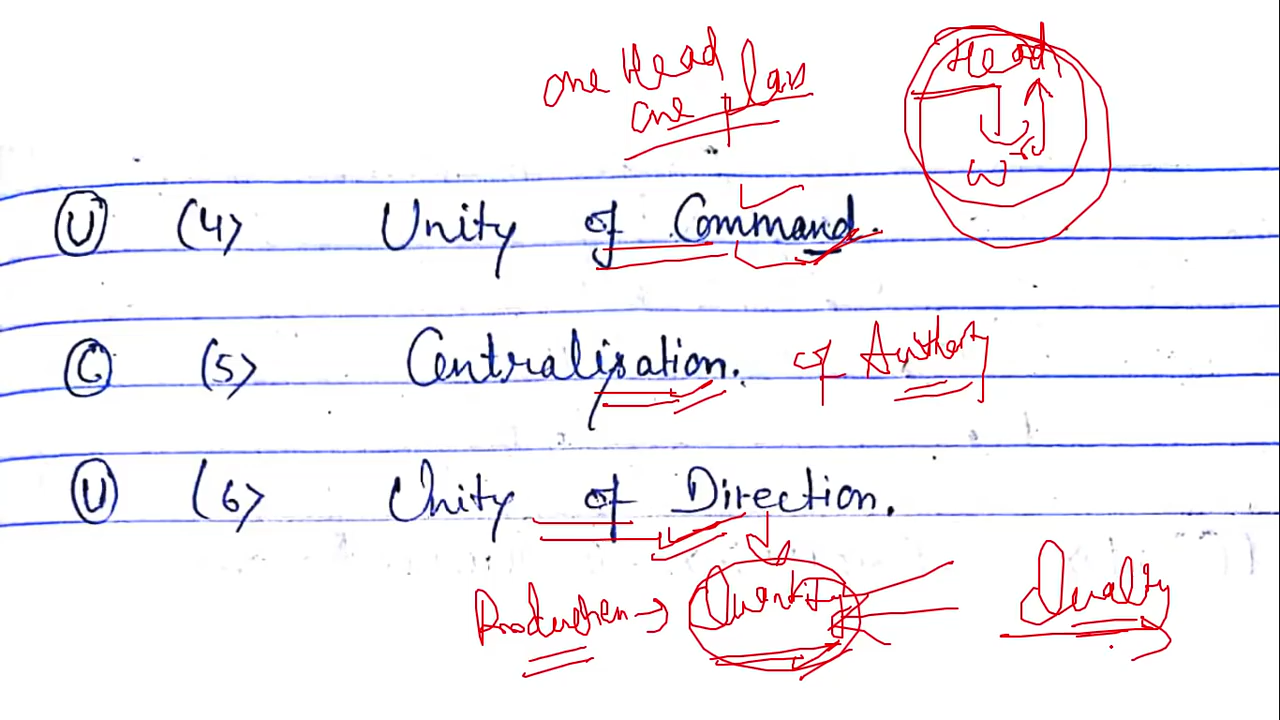 one Head
one plan
Head
W
U (4) Unity of Command.
C (5) Centralisation. of Authority
U (6) Unity of Direction.
Production → Quantity
Quality